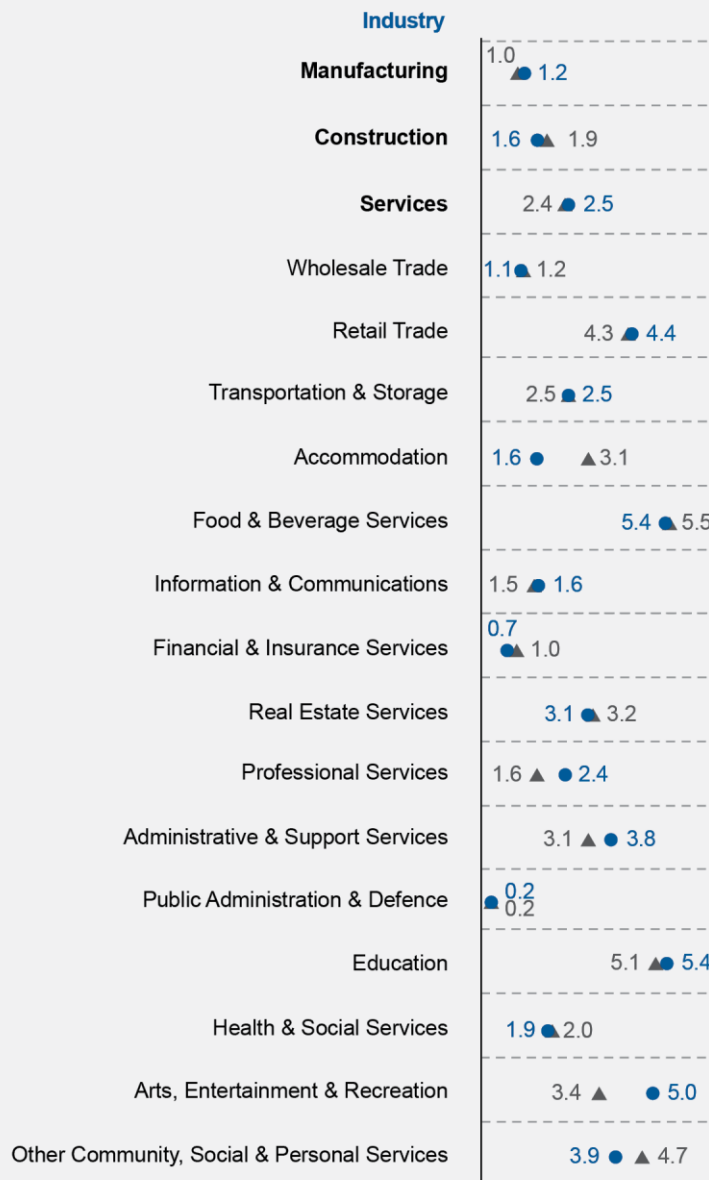 Industry
1.0
Manufacturing 1.2
Construction 1.6 1.9
Services 2.4 2.5
Wholesale Trade 1.1 1.2
Retail Trade 4.3 4.4
Transportation & Storage 2.5 2.5
Accommodation 1.6 3.1
Food & Beverage Services 5.4 5.5
Information & Communications 1.5 1.6
0.7
Financial & Insurance Services 1.0
Real Estate Services 3.1 3.2
Professional Services 1.6 2.4
Administrative & Support Services 3.1 3.8
Public Administration & Defence 0.2
0.2
Education 5.1 5.4
Health & Social Services 1.9 2.0
Arts, Entertainment & Recreation 3.4 5.0
Other Community, Social & Personal Services 3.9 4.7